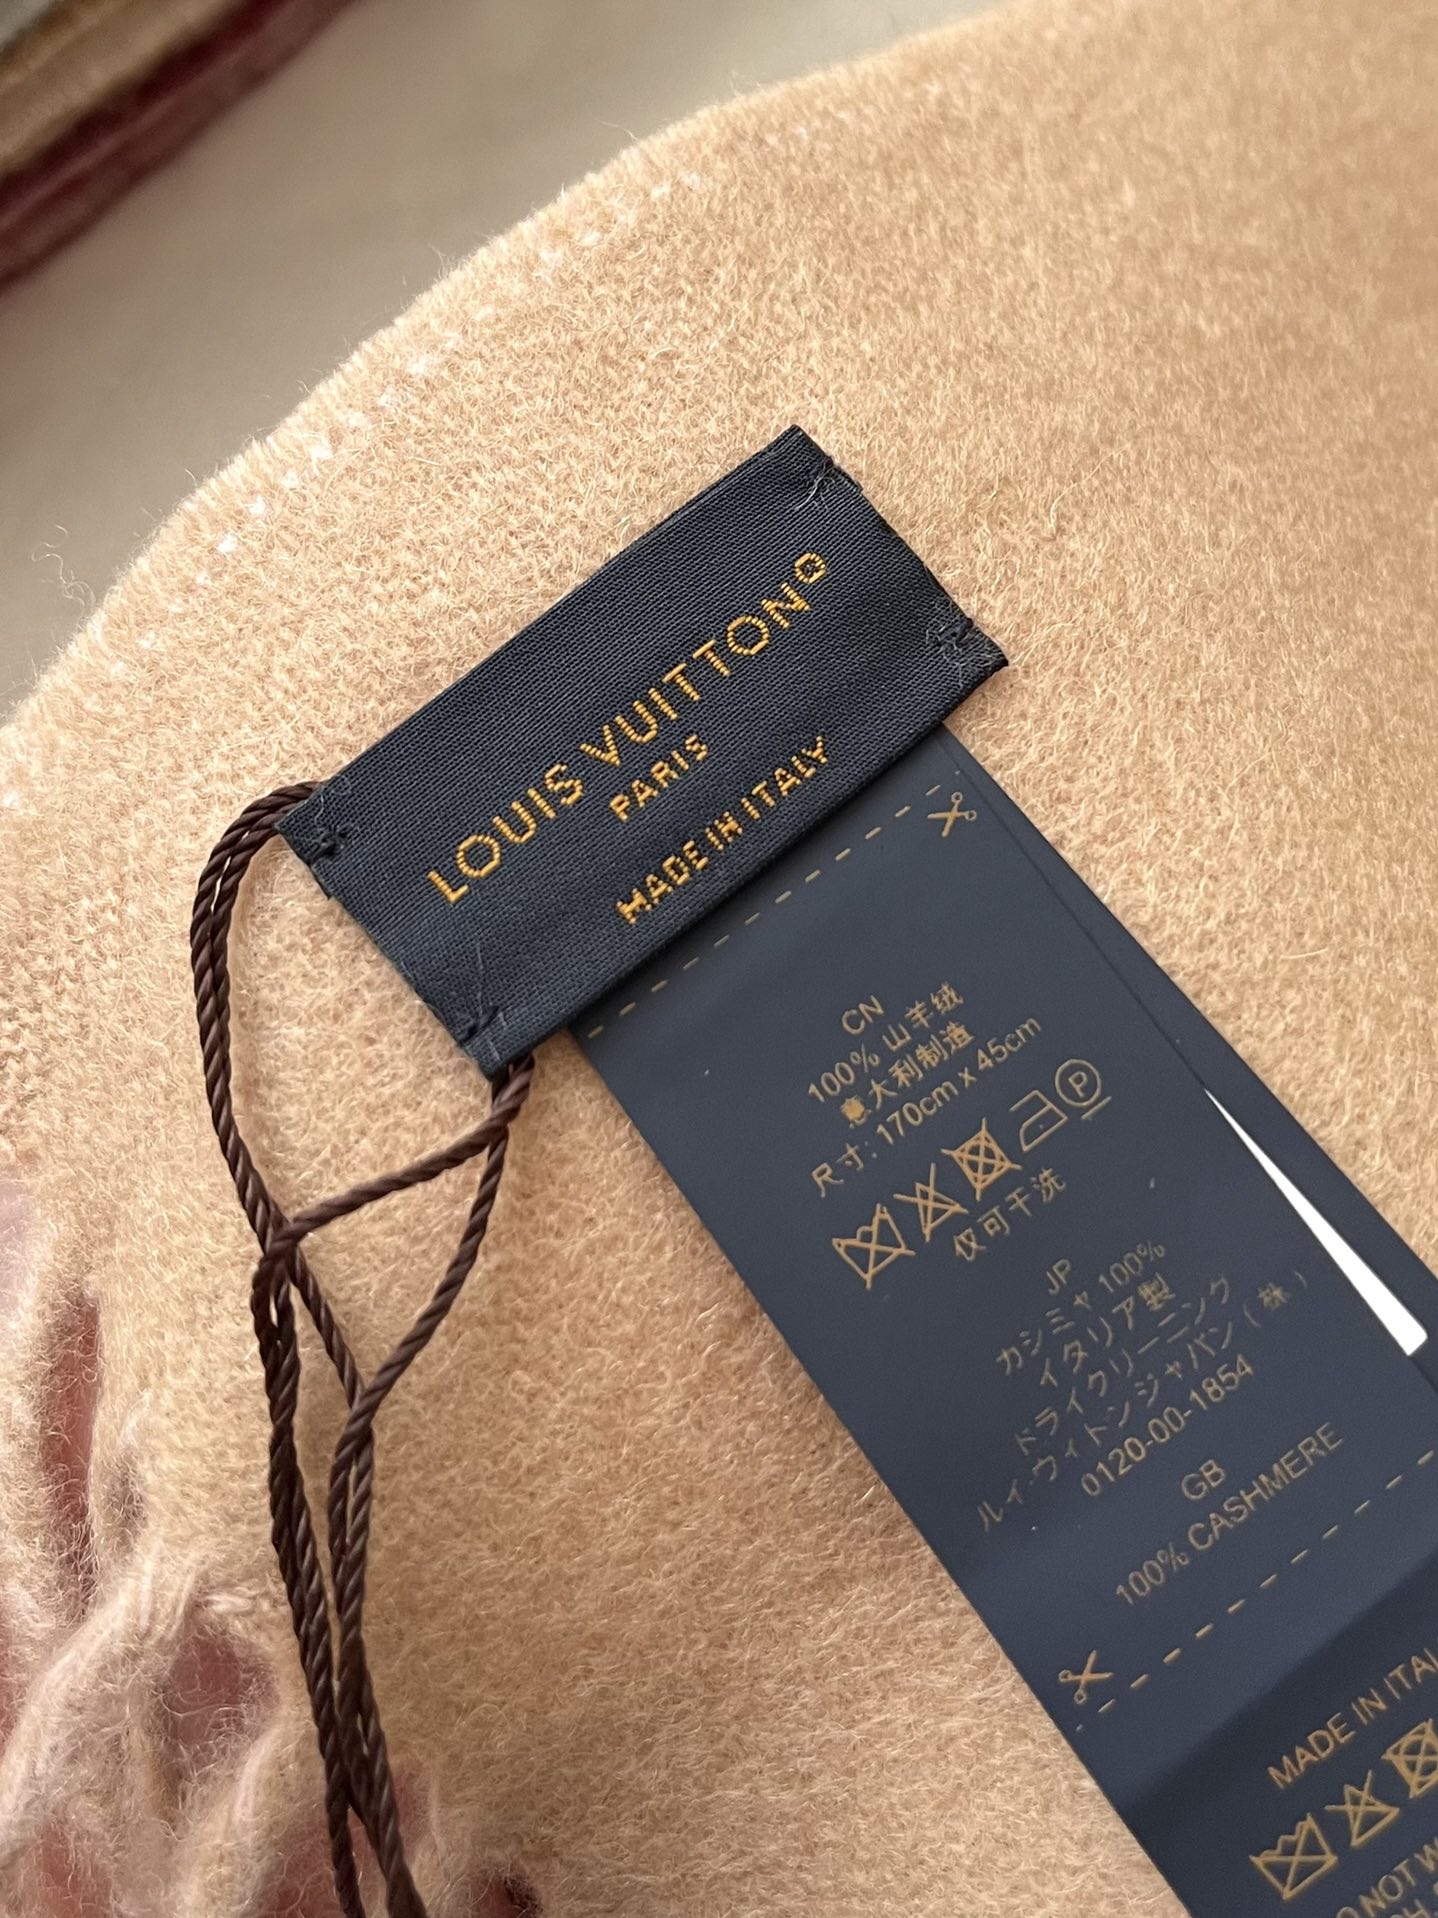 LOUIS VUITTON®
PARIS
MADE IN ITALY
CN
100% 山羊绒
意大利制造
尺寸: 170cm x 45cm
P
仅可干洗
JP
カシミヤ 100%
イタリア製
ドライクリーニング
ルイ・ヴィトン ジャパン (株)
0120-00-1854
GB
100% CASHMERE
MADE IN ITAL
NOT W